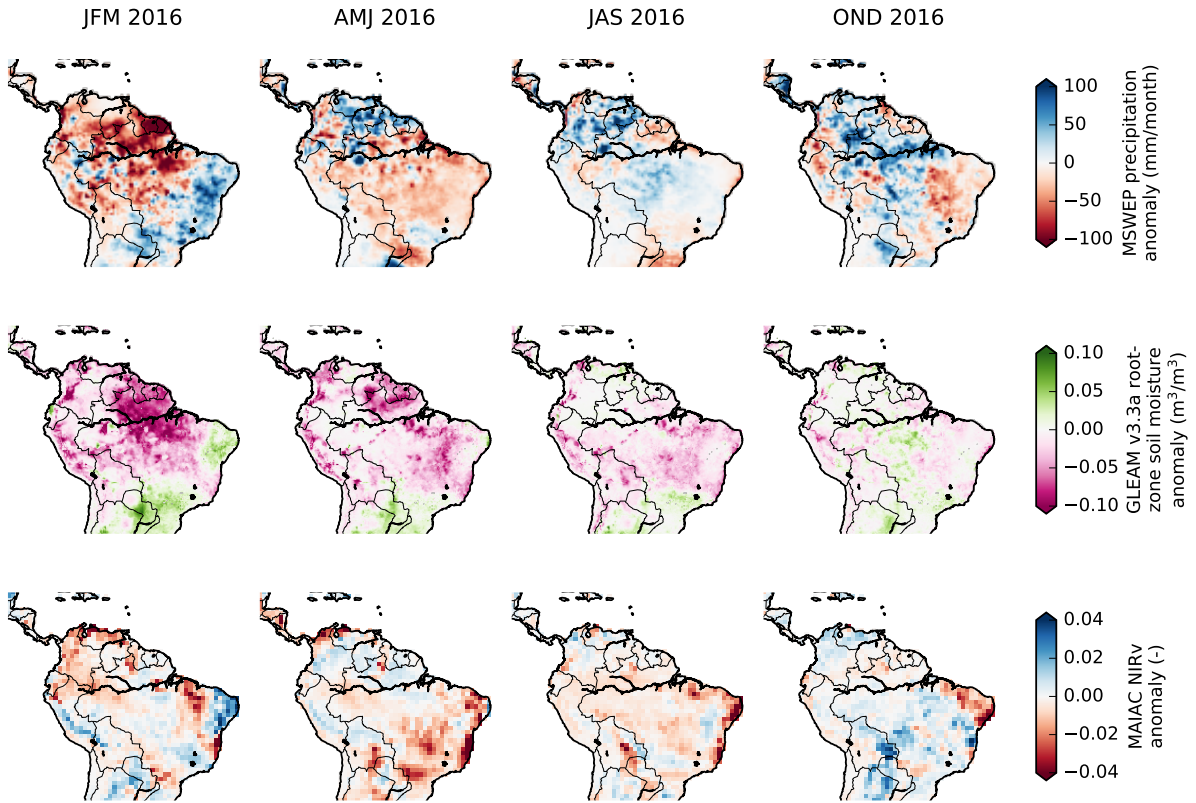 JFM 2016
AMJ 2016
JAS 2016
OND 2016
100
50
0
−50
−100
MSWEP precipitation
anomaly (mm/month)
0.10
0.05
0.00
−0.05
−0.10
GLEAM v3.3a root-
zone soil moisture
anomaly (m³/m³)
0.04
0.02
0.00
−0.02
−0.04
MAIAC NIRv
anomaly (-)